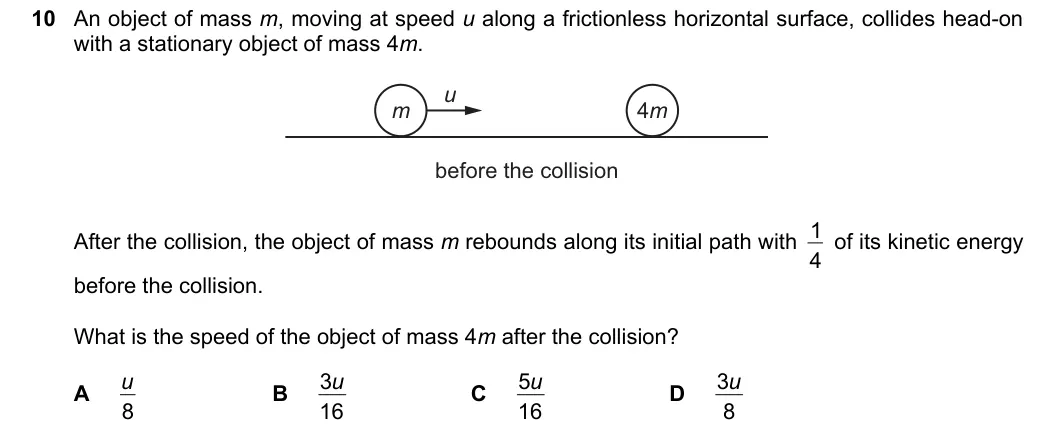 10 An object of mass m, moving at speed u along a frictionless horizontal surface, collides head-on
with a stationary object of mass 4m.
u
m
4m
before the collision
After the collision, the object of mass m rebounds along its initial path with 1/4 of its kinetic energy
before the collision.
What is the speed of the object of mass 4m after the collision?
A u/8 B 3u/16 C 5u/16 D 3u/8